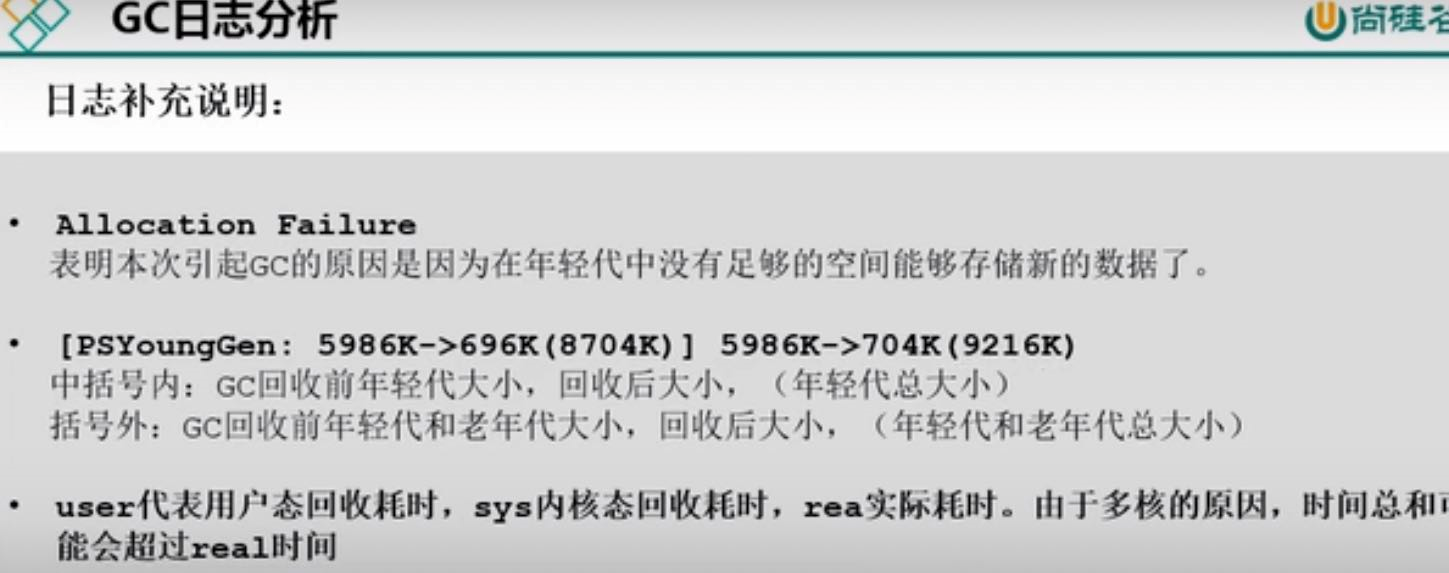 GC日志分析
尚硅谷
日志补充说明：
• Allocation Failure
表明本次引起GC的原因是因为在年轻代中没有足够的空间能够存储新的数据了。
• [PSYoungGen: 5986K->696K(8704K)] 5986K->704K(9216K)
中括号内：GC回收前年轻代大小，回收后大小，（年轻代总大小）
括号外：GC回收前年轻代和老年代大小，回收后大小，（年轻代和老年代总大小）
• user代表用户态回收耗时，sys内核态回收耗时，rea实际耗时。由于多核的原因，时间总和可
能会超过real时间